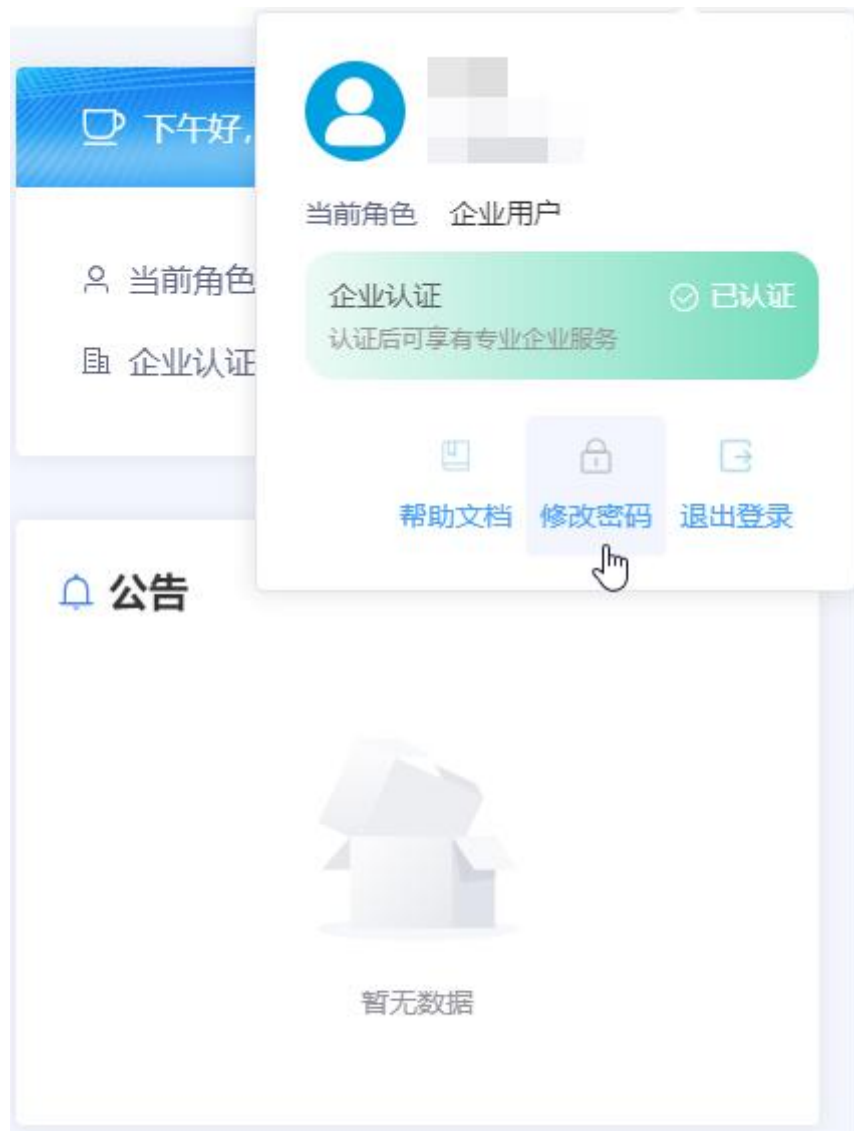 下午好,
当前角色 企业用户
当前角色
企业认证
已认证
认证后可享有专业企业服务
企业认证
帮助文档 修改密码 退出登录
公告
暂无数据